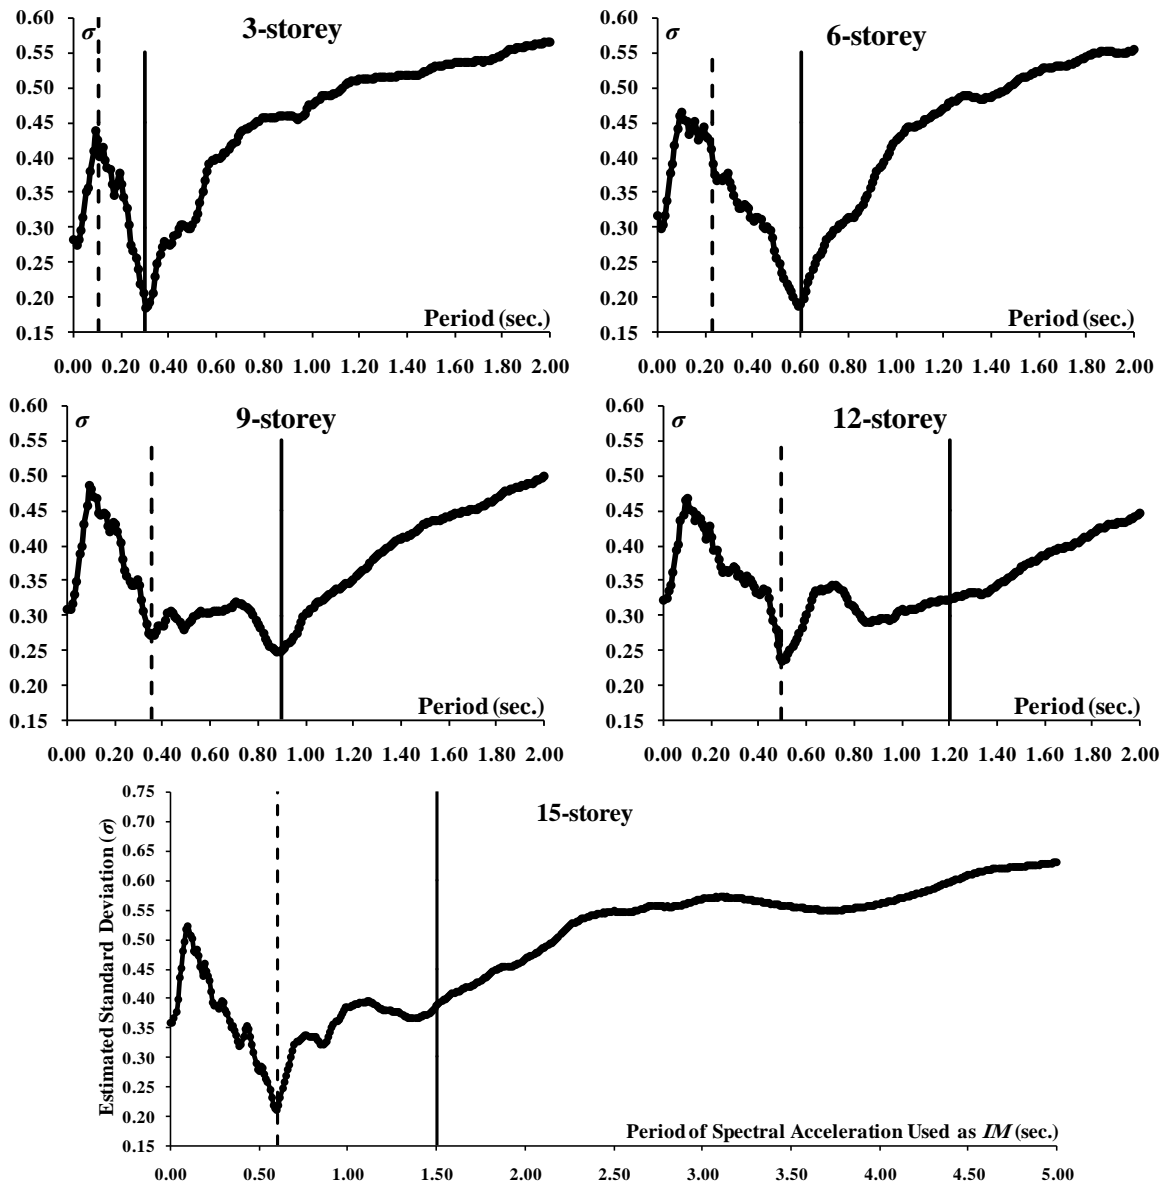 3-storey
σ
0.60
0.55
0.50
0.45
0.40
0.35
0.30
0.25
0.20
0.15
Period (sec.)
0.00 0.20 0.40 0.60 0.80 1.00 1.20 1.40 1.60 1.80 2.00
6-storey
σ
0.60
0.55
0.50
0.45
0.40
0.35
0.30
0.25
0.20
0.15
Period (sec.)
0.00 0.20 0.40 0.60 0.80 1.00 1.20 1.40 1.60 1.80 2.00
9-storey
σ
0.60
0.55
0.50
0.45
0.40
0.35
0.30
0.25
0.20
0.15
Period (sec.)
0.00 0.20 0.40 0.60 0.80 1.00 1.20 1.40 1.60 1.80 2.00
12-storey
σ
0.60
0.55
0.50
0.45
0.40
0.35
0.30
0.25
0.20
0.15
Period (sec.)
0.00 0.20 0.40 0.60 0.80 1.00 1.20 1.40 1.60 1.80 2.00
15-storey
Estimated Standard Deviation (σ)
0.75
0.70
0.65
0.60
0.55
0.50
0.45
0.40
0.35
0.30
0.25
0.20
0.15
Period of Spectral Acceleration Used as IM (sec.)
0.00 0.50 1.00 1.50 2.00 2.50 3.00 3.50 4.00 4.50 5.00